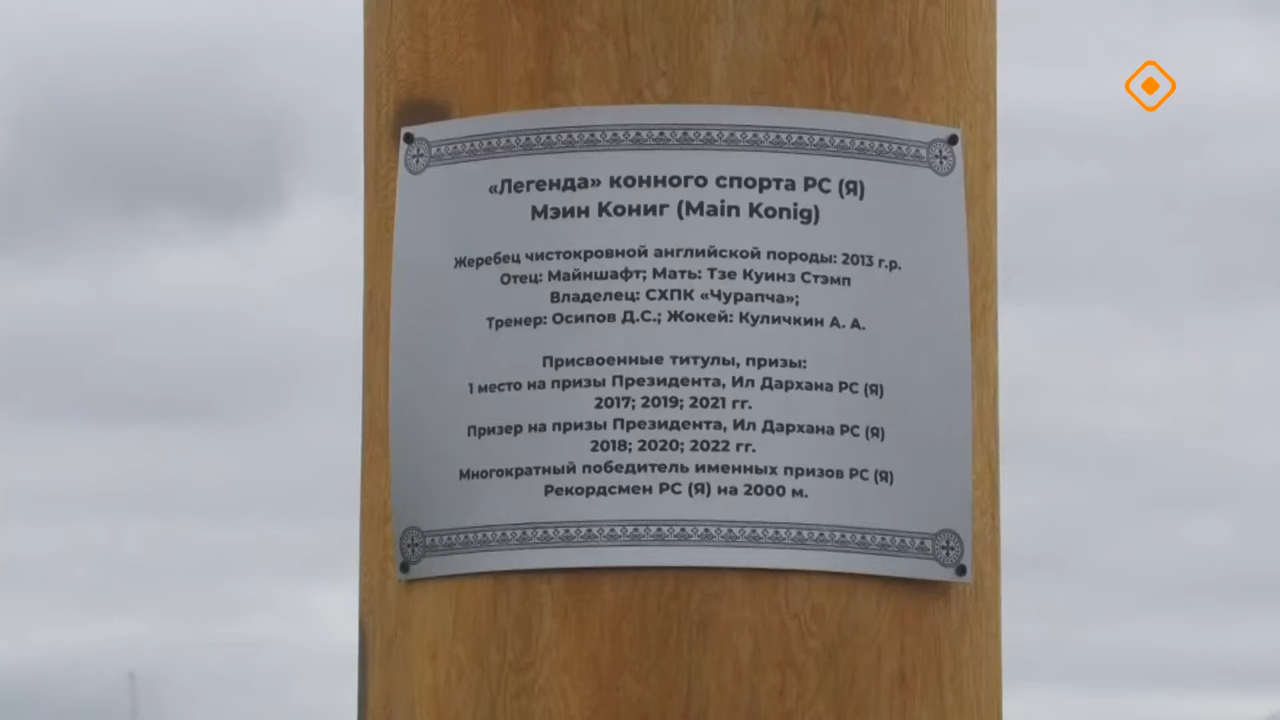 «Легенда» конного спорта РС (Я)
Мэин Кониг (Main Konig)
Жеребец чистокровной английской породы: 2013 г.р.
Отец: Майншафт; Мать: Тзе Куинз Стэмп
Владелец: СХПК «Чурапча»;
Тренер: Осипов Д.С.; Жокей: Куличкин А. А.
Присвоенные титулы, призы:
1 место на призы Президента, Ил Дархана РС (Я)
2017; 2019; 2021 гг.
Призер на призы Президента, Ил Дархана РС (Я)
2018; 2020; 2022 гг.
Многократный победитель именных призов РС (Я)
Рекордсмен РС (Я) на 2000 м.